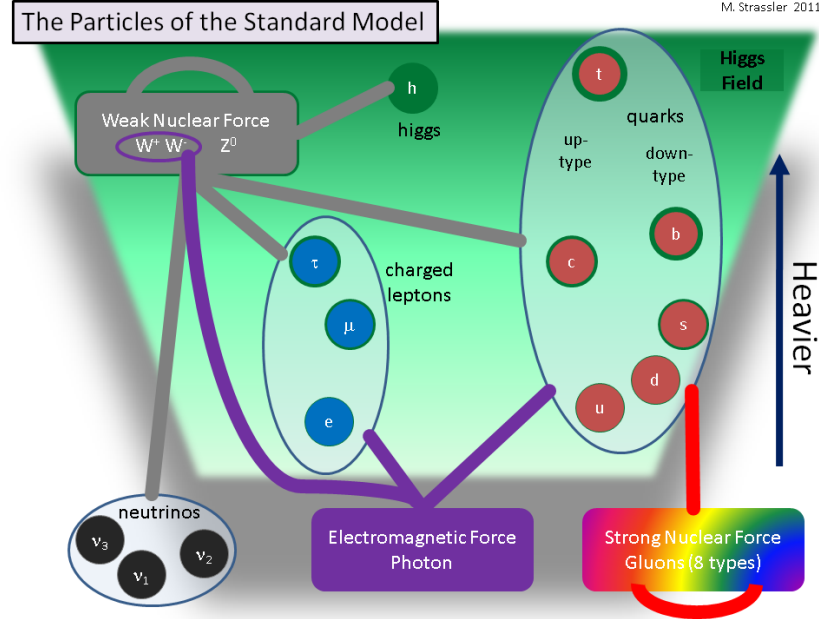 M. Strassler 2011
The Particles of the Standard Model
Higgs
Field
h
higgs
Weak Nuclear Force
W⁺ W⁻ Z⁰
t
quarks
up-
type
down-
type
b
c
s
d
u
τ
charged
leptons
μ
e
Heavier
neutrinos
ν₃
ν₂
ν₁
Electromagnetic Force
Photon
Strong Nuclear Force
Gluons (8 types)